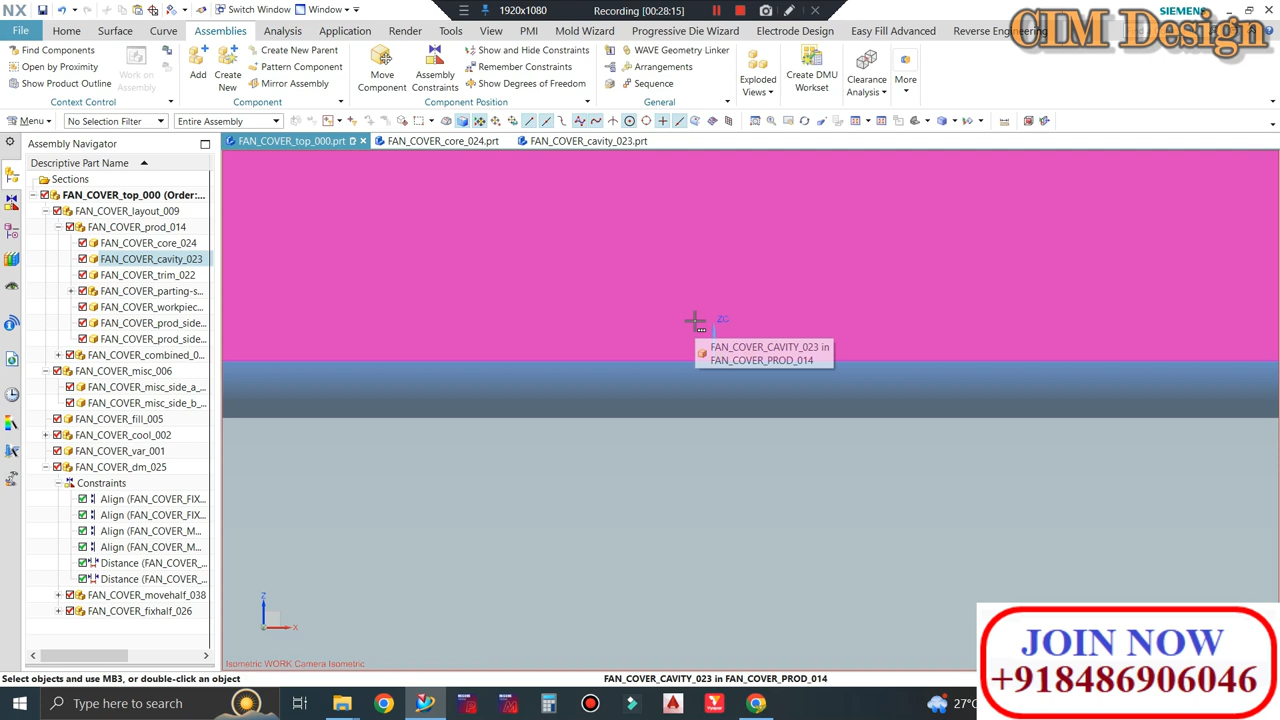 NX
Switch Window
Window
1920x1080
Recording [00:28:15]
SIEMENS
CIM Design
File
Home
Surface
Curve
Assemblies
Analysis
Application
Render
Tools
View
PMI
Mold Wizard
Progressive Die Wizard
Electrode Design
Easy Fill Advanced
Reverse Engineering
Find Components
Open by Proximity
Show Product Outline
Work on Assembly
Context Control
Add
Create New
Create New Parent
Pattern Component
Mirror Assembly
Component
Move Component
Assembly Constraints
Show and Hide Constraints
Remember Constraints
Show Degrees of Freedom
Component Position
WAVE Geometry Linker
Arrangements
Sequence
General
Exploded Views
Create DMU Workset
Clearance Analysis
More
Menu
No Selection Filter
Entire Assembly
Assembly Navigator
FAN_COVER_top_000.prt
FAN_COVER_core_024.prt
FAN_COVER_cavity_023.prt
Descriptive Part Name
Sections
FAN_COVER_top_000 (Order:...
FAN_COVER_layout_009
FAN_COVER_prod_014
FAN_COVER_core_024
FAN_COVER_cavity_023
FAN_COVER_trim_022
FAN_COVER_parting-s...
FAN_COVER_workpiec...
FAN_COVER_prod_side...
FAN_COVER_prod_side...
FAN_COVER_combined_0...
FAN_COVER_misc_006
FAN_COVER_misc_side_a_...
FAN_COVER_misc_side_b_...
FAN_COVER_fill_005
FAN_COVER_cool_002
FAN_COVER_var_001
FAN_COVER_dm_025
Constraints
Align (FAN_COVER_FIX...
Align (FAN_COVER_FIX...
Align (FAN_COVER_M...
Align (FAN_COVER_M...
Distance (FAN_COVER_...
Distance (FAN_COVER_...
FAN_COVER_movehalf_038
FAN_COVER_fixhalf_026
ZC
FAN_COVER_CAVITY_023 in
FAN_COVER_PROD_014
Z
X
Isometric WORK Camera Isometric
JOIN NOW
+918486906046
Select objects and use MB3, or double-click an object
FAN_COVER_CAVITY_023 in FAN_COVER_PROD_014
Type here to search
27°C